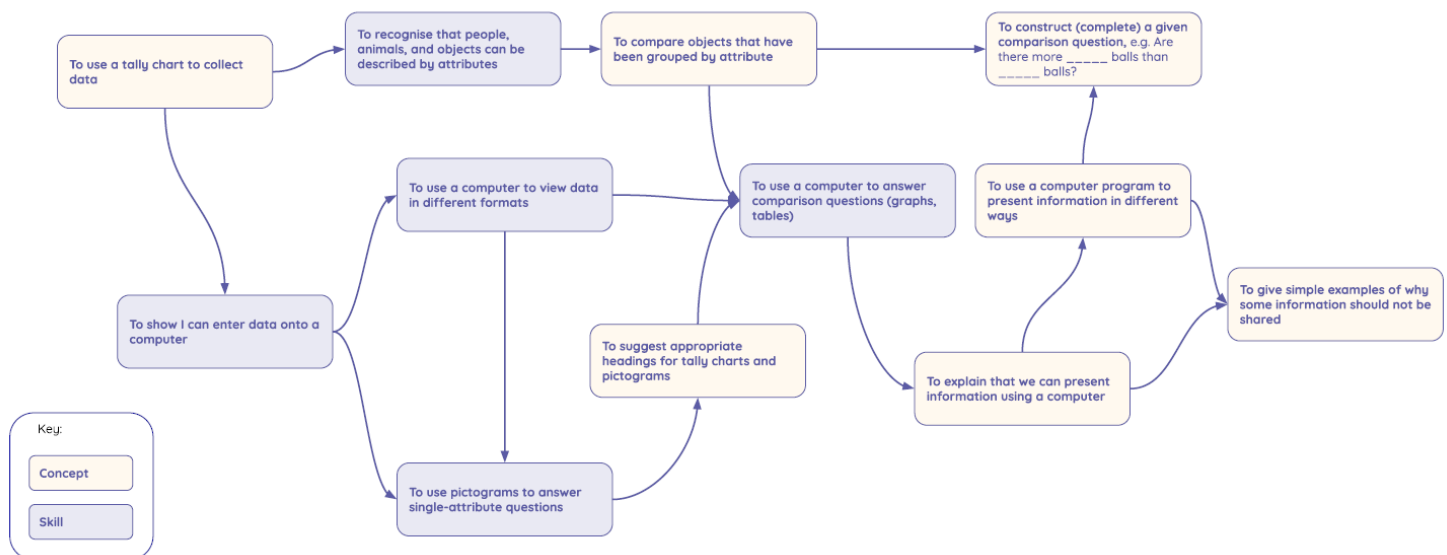 To use a tally chart to collect
data
To recognise that people,
animals, and objects can be
described by attributes
To compare objects that have
been grouped by attribute
To construct (complete) a given
comparison question, e.g. Are
there more _____ balls than
_____ balls?
To use a computer to view data
in different formats
To use a computer to answer
comparison questions (graphs,
tables)
To use a computer program to
present information in different
ways
To give simple examples of why
some information should not be
shared
To show I can enter data onto a
computer
To suggest appropriate
headings for tally charts and
pictograms
To explain that we can present
information using a computer
To use pictograms to answer
single-attribute questions
Key:
Concept
Skill